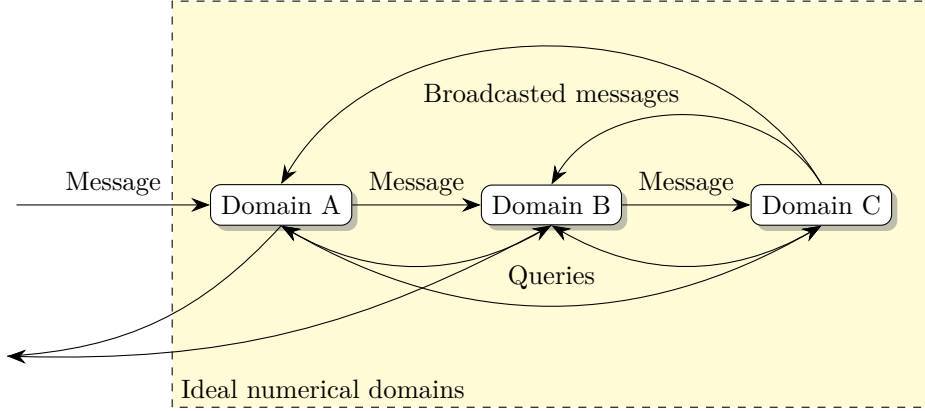 Broadcasted messages
Message
Message
Message
Domain A
Domain B
Domain C
Queries
Ideal numerical domains